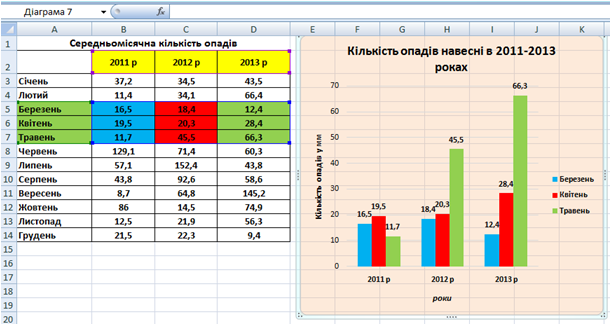 Діаграма 7 fx
A B C D E F G H I J K
1 Середньомісячна кількість опадів
2 2011 р 2012 р 2013 р
3 Січень 37,2 34,5 43,5
4 Лютий 11,4 34,1 66,4
5 Березень 16,5 18,4 12,4
6 Квітень 19,5 20,3 28,4
7 Травень 11,7 45,5 66,3
8 Червень 129,1 71,4 60,3
9 Липень 57,1 152,4 43,8
10 Серпень 43,8 92,6 58,6
11 Вересень 8,7 64,8 145,2
12 Жовтень 86 14,5 74,9
13 Листопад 12,5 21,9 56,3
14 Грудень 21,5 22,3 9,4
15
16
17
18
19
20
Кількість опадів навесні в 2011-2013
роках
Кількість опадів у мм
70
60
50
40
30
20
10
0
16,5 19,5 11,7
18,4 20,3 45,5
12,4 28,4 66,3
2011 р 2012 р 2013 р
роки
Березень
Квітень
Травень